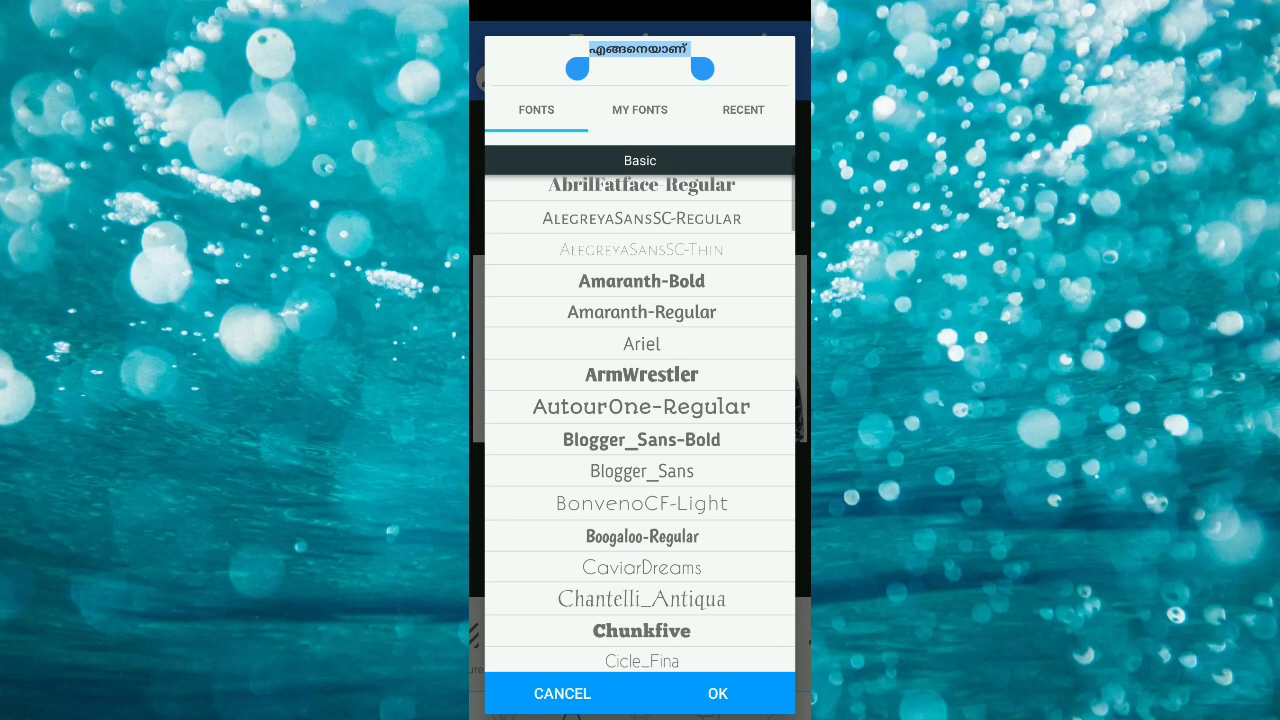 എങ്ങനെയാണ്
FONTS MY FONTS RECENT
Basic
AbrilFatface-Regular
AlegreyaSansSC-Regular
AlegreyaSansSC-Thin
Amaranth-Bold
Amaranth-Regular
Ariel
ArmWrestler
AutourOne-Regular
Blogger_Sans-Bold
Blogger_Sans
BonvenoCF-Light
Boogaloo-Regular
CaviarDreams
Chantelli_Antiqua
Chunkfive
Cicle_Fina
CANCEL OK